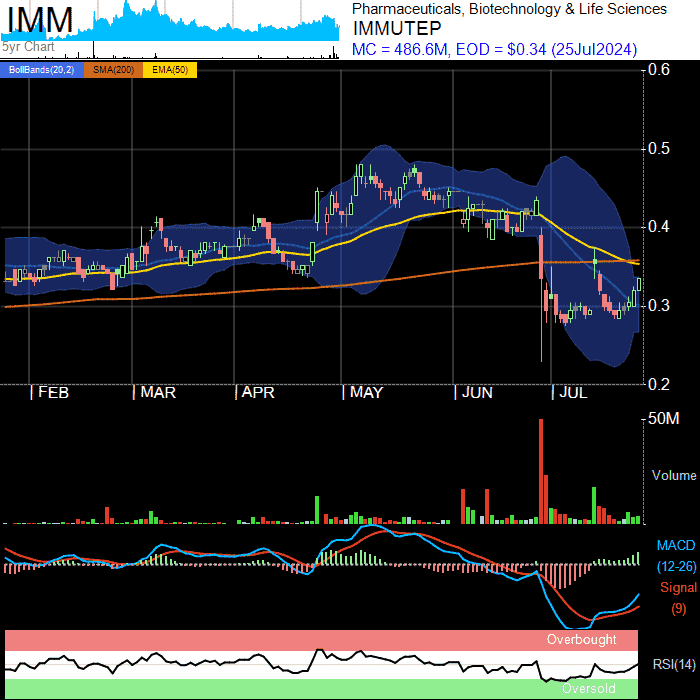 IMM
5yr Chart
Pharmaceuticals, Biotechnology & Life Sciences
IMMUTEP
MC = 486.6M, EOD = $0.34 (25Jul2024)
BollBands(20,2) SMA(200) EMA(50)
0.6
0.5
0.4
0.3
0.2
| FEB | MAR | APR | MAY | JUN | JUL
50M
Volume
MACD
(12-26)
Signal
(9)
Overbought
RSI(14)
Oversold